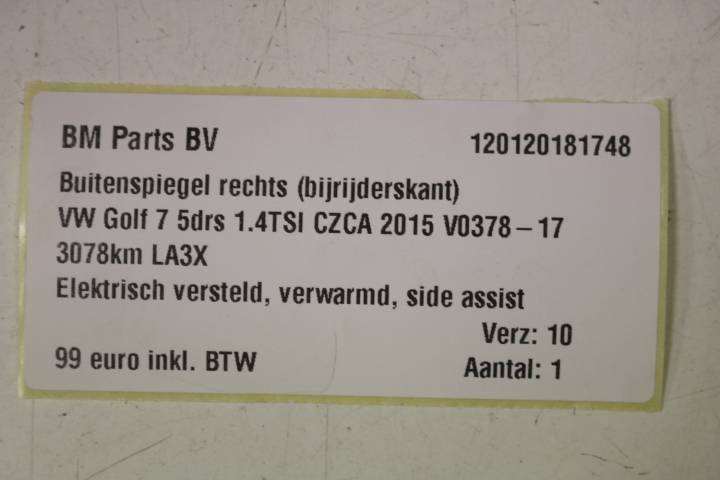 BM Parts BV 120120181748
Buitenspiegel rechts (bijrijderskant)
VW Golf 7 5drs 1.4TSI CZCA 2015 V0378-17
3078km LA3X
Elektrisch versteld, verwarmd, side assist
Verz: 10
99 euro inkl. BTW Aantal: 1